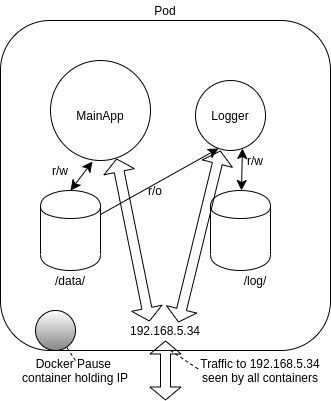 Pod
MainApp
Logger
r/w
r/w
r/o
/data/
/log/
192.168.5.34
Docker Pause
container holding IP
Traffic to 192.168.5.34
seen by all containers